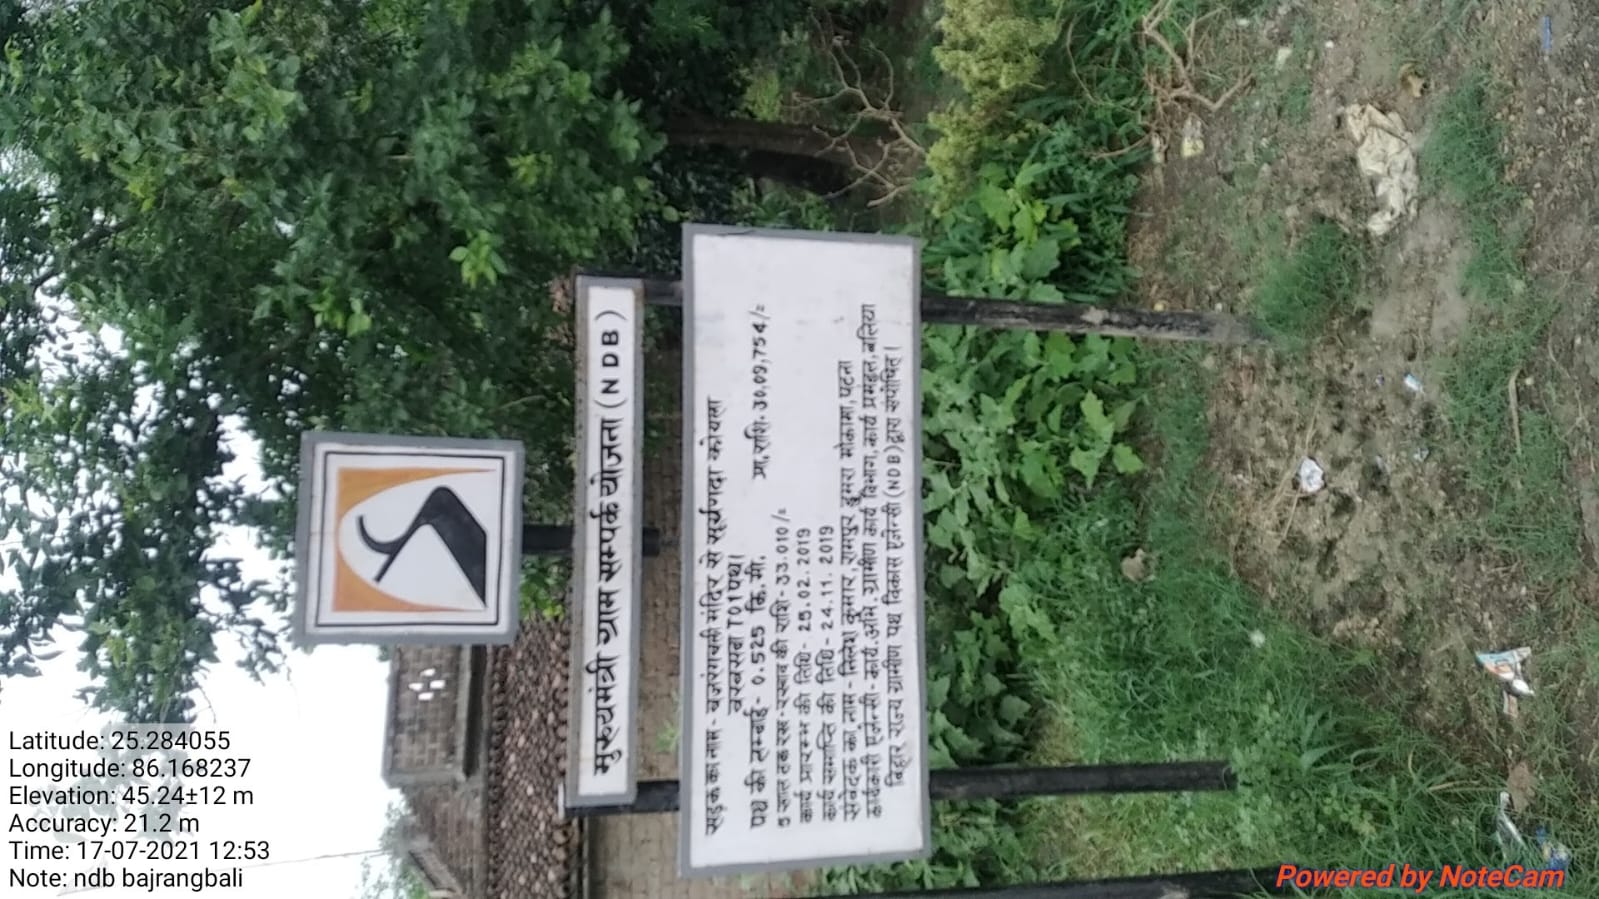 मुख्यमंत्री ग्राम सम्पर्क योजना (NDB)
सड़क का नाम - बजरंगवली मंदिर से सूर्यगढा कोयला
बरबसबा T01 पथ।
पथ की लम्बाई - 0.525 कि.मी. प्रा.राशि- 30,09,754/=
5 साल तक रख-रखाव की राशि - 33.010/=
कार्य प्रारम्भ की तिथि - 25.02.2019
कार्य समाप्ति की तिथि - 24.11.2019
संवेदक का नाम - निलेश कुमार, रामपुर डुमरा मोकामा, पटना
कार्यकारी एजेन्सी - कार्य.अभि. ग्रामीण कार्य विभाग, कार्य प्रमंडल, बलिया
बिहार राज्य ग्रामीण पथ विकास एजेन्सी (NDB) द्वारा संपोषित।
Latitude: 25.284055
Longitude: 86.168237
Elevation: 45.24±12 m
Accuracy: 21.2 m
Time: 17-07-2021 12:53
Note: ndb bajrangbali
Powered by NoteCam